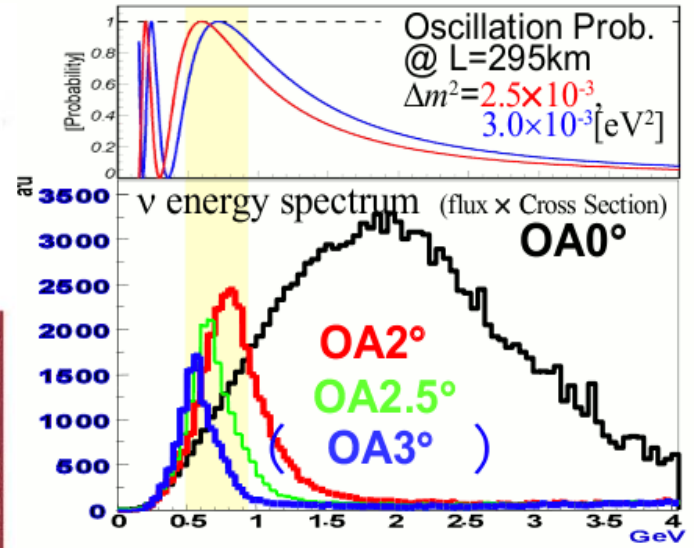 Oscillation Prob.
@ L=295km
Δm²=2.5×10⁻³,
3.0×10⁻³[eV²]
[Probability]
1
0.8
0.6
0.4
0.2
0
ν energy spectrum (flux × Cross Section)
au
3500
3000
2500
2000
1500
1000
500
0
OA0°
OA2°
OA2.5°
( OA3° )
0 0.5 1 1.5 2 2.5 3 3.5 4
GeV